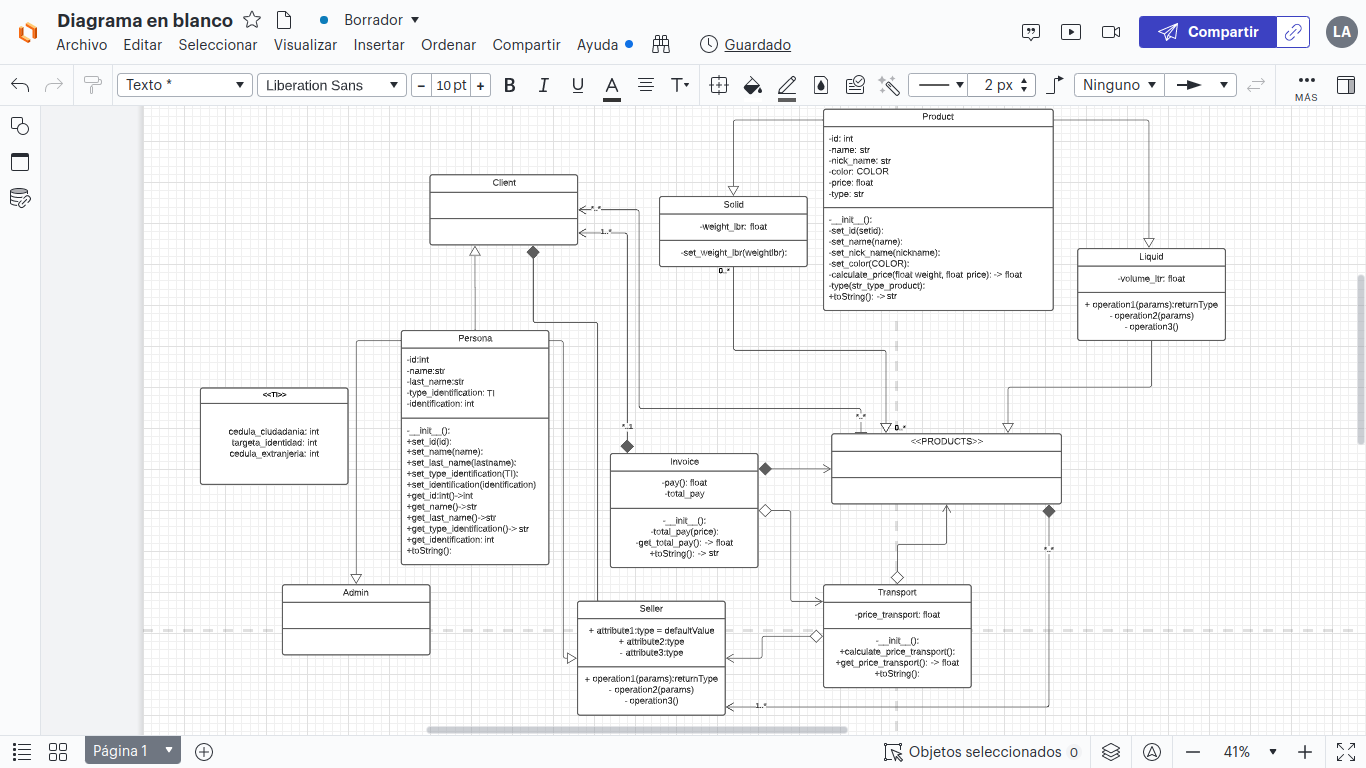 Diagrama en blanco
Borrador
Archivo Editar Seleccionar Visualizar Insertar Ordenar Compartir Ayuda
Guardado
Compartir
LA
Texto *
Liberation Sans
10 pt
B I U A T
2 px
Ninguno
MÁS
Product
-id: int
-name: str
-nick_name: str
-color: COLOR
-price: float
-type: str
-__init__():
-set_id(setid):
-set_name(name):
-set_nick_name(nickname):
-set_color(COLOR):
-calculate_price(float weight, float price): -> float
-type(str_type_product):
+toString(): -> str
Client
*..*
1..*
Solid
-weight_lbr: float
-set_weight_lbr(weightlbr):
0..*
Liquid
-volume_ltr: float
+ operation1(params):returnType
- operation2(params)
- operation3()
Persona
-id:int
-name:str
-last_name:str
-type_identification: TI
-identification: int
-__init__():
+set_id(id):
+set_name(name):
+set_last_name(lastname):
+set_type_identification(TI):
+set_identification(identification)
+get_id:int()->int
+get_name()->str
+get_last_name()->str
+get_type_identification()-> str
+get_identification: int
+toString():
<<TI>>
cedula_ciudadania: int
targeta_identidad: int
cedula_extranjeria: int
*..1
*..*
0..*
<<PRODUCTS>>
Invoice
-pay(): float
-total_pay
-__init__():
-total_pay(price):
-get_total_pay(): -> float
+toString(): -> str
*..*
Admin
Seller
+ attribute1:type = defaultValue
+ attribute2:type
- attribute3:type
+ operation1(params):returnType
- operation2(params)
- operation3()
Transport
-price_transport: float
-__init__():
+calculate_price_transport():
+get_price_transport(): -> float
+toString():
1..*
Página 1
Objetos seleccionados 0
41%